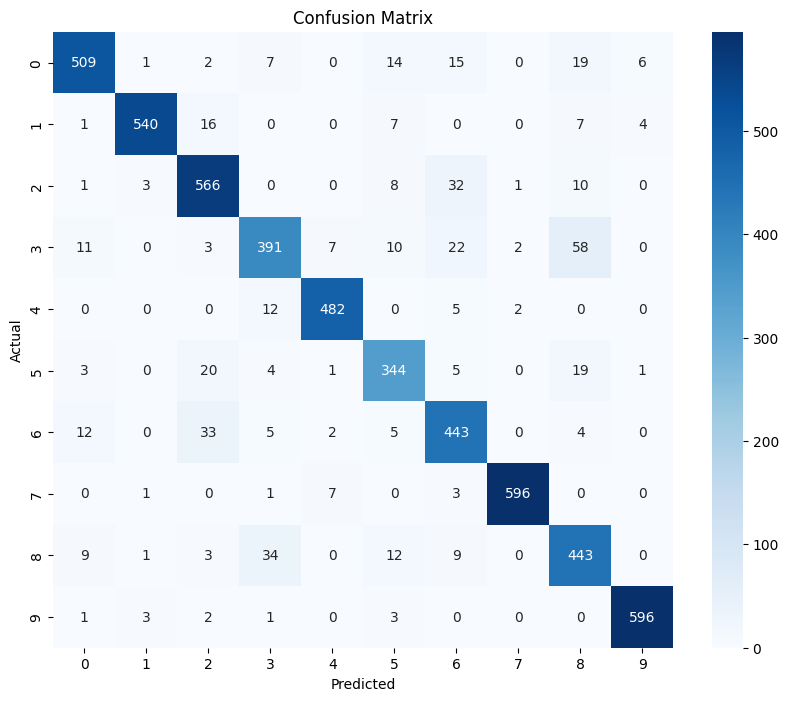 Confusion Matrix
0 509 1 2 7 0 14 15 0 19 6
1 1 540 16 0 0 7 0 0 7 4
2 1 3 566 0 0 8 32 1 10 0
3 11 0 3 391 7 10 22 2 58 0
4 0 0 0 12 482 0 5 2 0 0
5 3 0 20 4 1 344 5 0 19 1
6 12 0 33 5 2 5 443 0 4 0
7 0 1 0 1 7 0 3 596 0 0
8 9 1 3 34 0 12 9 0 443 0
9 1 3 2 1 0 3 0 0 0 596
0 1 2 3 4 5 6 7 8 9
Predicted
Actual
500
400
300
200
100
0